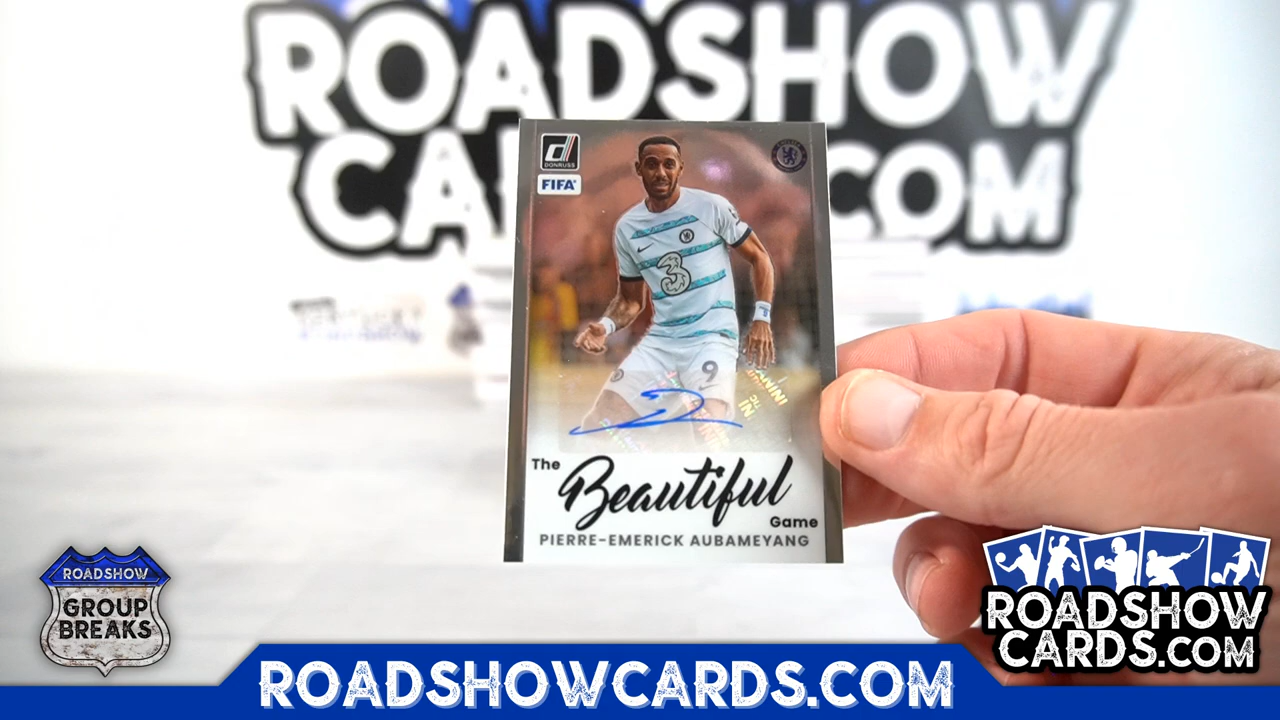 ROADSHOW
CARDS.COM
DONRUSS
FIFA
CHELSEA
3
9
The
Beautiful
Game
PIERRE-EMERICK AUBAMEYANG
ROADSHOW
GROUP
BREAKS
ROADSHOW
CARDS.COM
ROADSHOWCARDS.COM